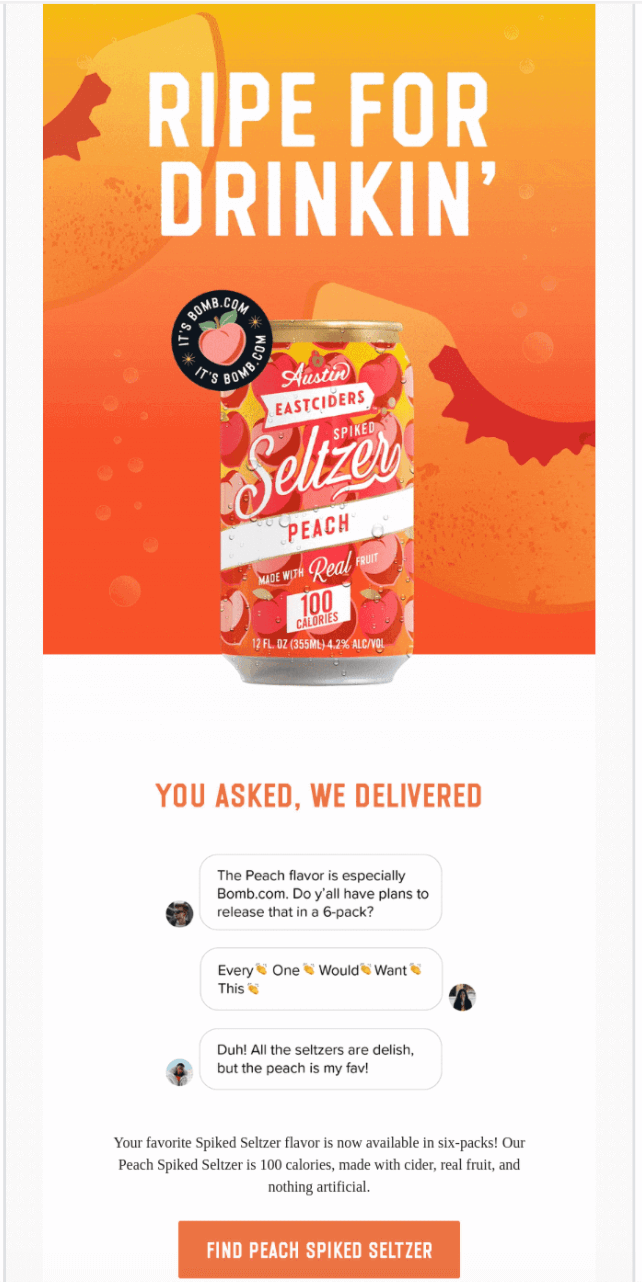 RIPE FOR
DRINKIN’
IT'S BOMB.COM
IT'S BOMB.COM
Austin
EASTCIDERS
SPIKED
Seltzer
PEACH
MADE WITH Real FRUIT
100
CALORIES
12 FL. OZ (355ML) 4.2% ALC/VOL
YOU ASKED, WE DELIVERED
The Peach flavor is especially
Bomb.com. Do y'all have plans to
release that in a 6-pack?
Every👏 One👏 Would👏 Want👏
This👏
Duh! All the seltzers are delish,
but the peach is my fav!
Your favorite Spiked Seltzer flavor is now available in six-packs! Our
Peach Spiked Seltzer is 100 calories, made with cider, real fruit, and
nothing artificial.
FIND PEACH SPIKED SELTZER